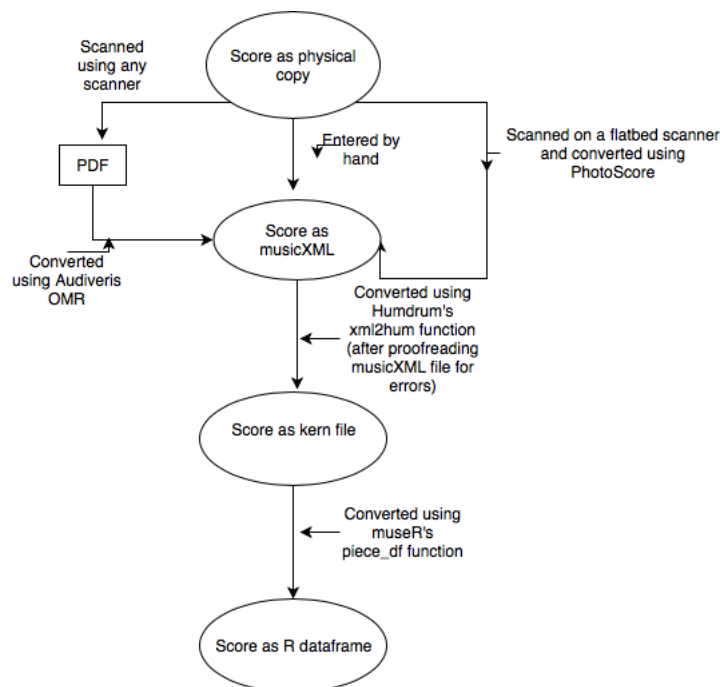 Score as physical
copy
Scanned
using any
scanner
PDF
Entered by
hand
Scanned on a flatbed scanner
and converted using
PhotoScore
Score as
musicXML
Converted
using Audiveris
OMR
Converted using
Humdrum's
xml2hum function
(after proofreading
musicXML file for
errors)
Score as kern file
Converted using
museR's
piece_df function
Score as R dataframe